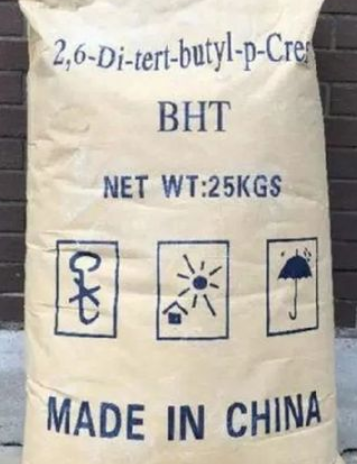 2,6-Di-tert-butyl-p-Cre
BHT
NET WT:25KGS
MADE IN CHINA